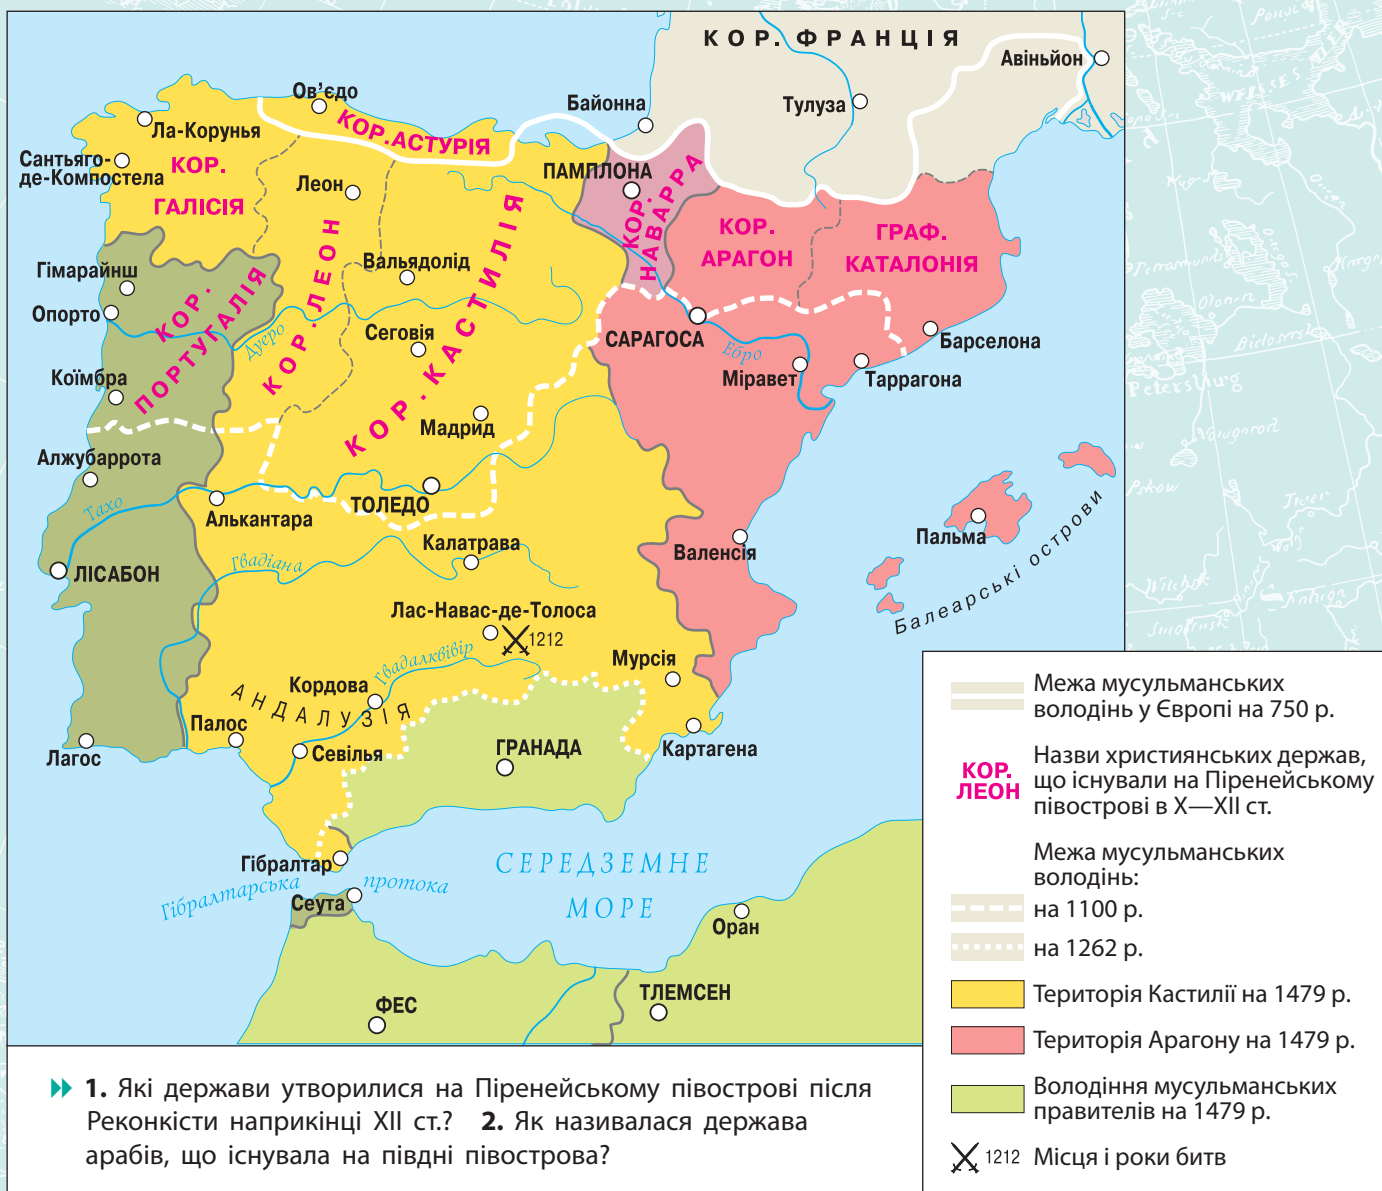 КОР. ФРАНЦІЯ
Авіньйон
Ов'єдо
Байонна
Тулуза
Ла-Корунья
КОР.АСТУРІЯ
Сантьяго-
де-Компостела
КОР.
ГАЛІСІЯ
Леон
ПАМПЛОНА
КОР.
НАВАРРА
КОР.
АРАГОН
ГРАФ.
КАТАЛОНІЯ
Гімарайнш
Опорто
КОР.
ПОРТУГАЛІЯ
Дуеро
КОР.ЛЕОН
Вальядолід
Сеговія
КОР.КАСТИЛІЯ
САРАГОСА
Ебро
Барселона
Міравет
Таррагона
Коїмбра
Мадрид
Алжубаррота
Тахо
Алькантара
ТОЛЕДО
Калатрава
Валенсія
Пальма
Балеарські острови
ЛІСАБОН
Гвадіана
Лас-Навас-де-Толоса
1212
Гвадалквівір
Мурсія
Кордова
АНДАЛУЗІЯ
Палос
Лагос
Севілья
ГРАНАДА
Картагена
Гібралтар
Гібралтарська протока
Сеута
СЕРЕДЗЕМНЕ
МОРЕ
Оран
ФЕС
ТЛЕМСЕН
Межа мусульманських
володінь у Європі на 750 р.
КОР.
ЛЕОН
Назви християнських держав,
що існували на Піренейському
півострові в X—XII ст.
Межа мусульманських
володінь:
на 1100 р.
на 1262 р.
Територія Кастилії на 1479 р.
Територія Арагону на 1479 р.
Володіння мусульманських
правителів на 1479 р.
1212 Місця і роки битв
1. Які держави утворилися на Піренейському півострові після
Реконкісти наприкінці XII ст.? 2. Як називалася держава
арабів, що існувала на півдні півострова?
Petersburg
Nowgorod